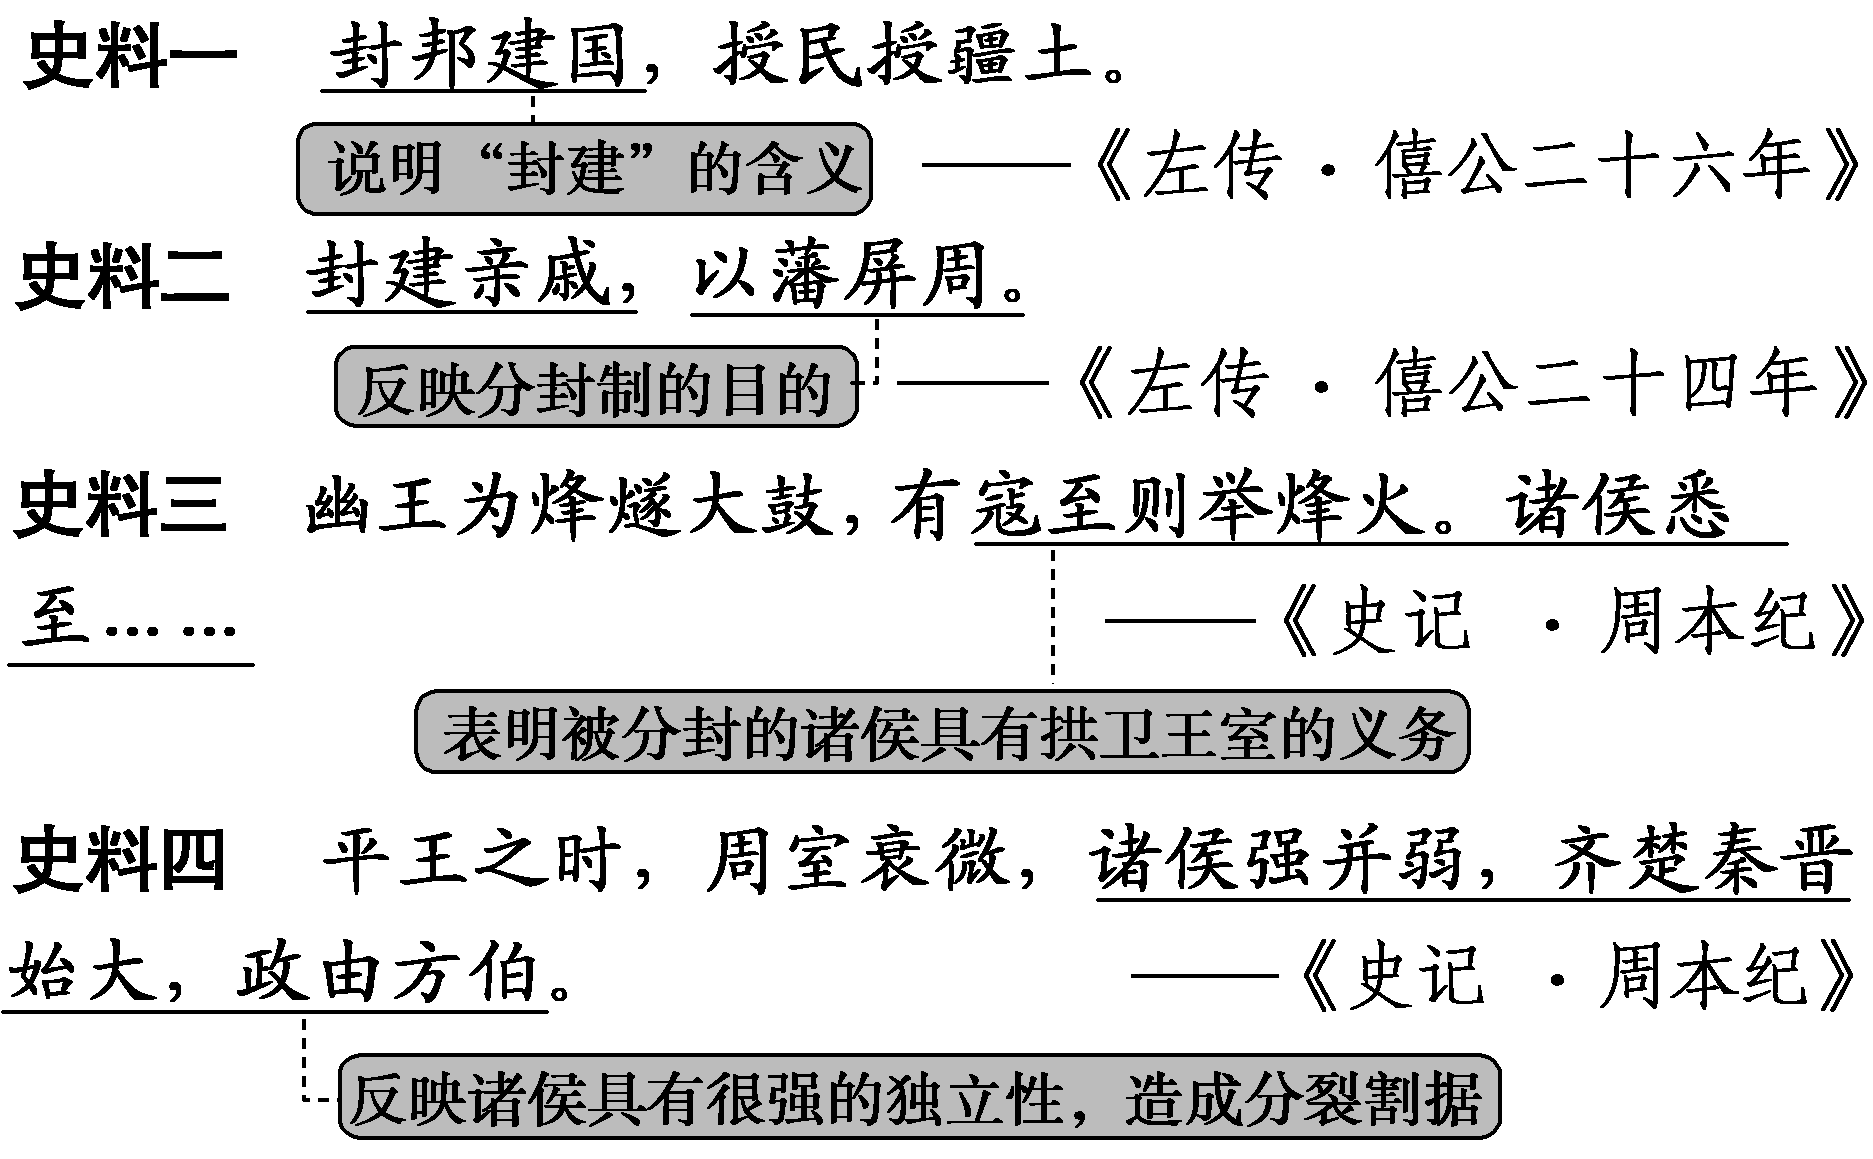 史料一 封邦建国，授民授疆土。
说明“封建”的含义 ——《左传·僖公二十六年》
史料二 封建亲戚，以藩屏周。
反映分封制的目的 ——《左传·僖公二十四年》
史料三 幽王为烽燧大鼓，有寇至则举烽火。诸侯悉
至…… ——《史记·周本纪》
表明被分封的诸侯具有拱卫王室的义务
史料四 平王之时，周室衰微，诸侯强并弱，齐楚秦晋
始大，政由方伯。 ——《史记·周本纪》
反映诸侯具有很强的独立性，造成分裂割据